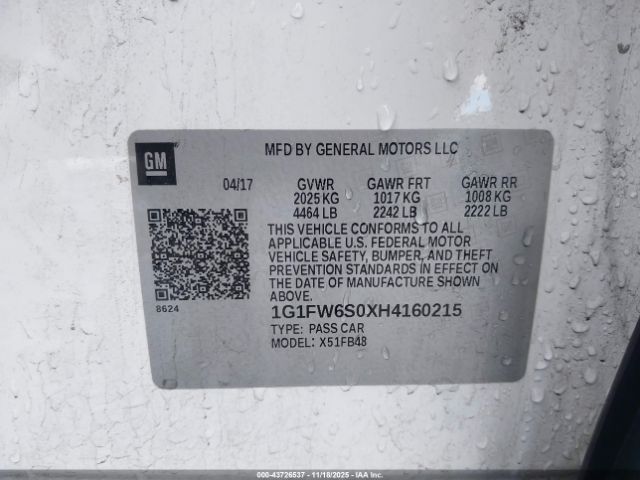 MFD BY GENERAL MOTORS LLC
GM
04/17 GVWR GAWR FRT GAWR RR
2025 KG 1017 KG 1008 KG
4464 LB 2242 LB 2222 LB
THIS VEHICLE CONFORMS TO ALL
APPLICABLE U.S. FEDERAL MOTOR
VEHICLE SAFETY, BUMPER, AND THEFT
PREVENTION STANDARDS IN EFFECT ON
THE DATE OF MANUFACTURE SHOWN
ABOVE.
8624
1G1FW6S0XH4160215
TYPE: PASS CAR
MODEL: X51FB48
000-43726537 - 11/18/2025 - IAAI.COM